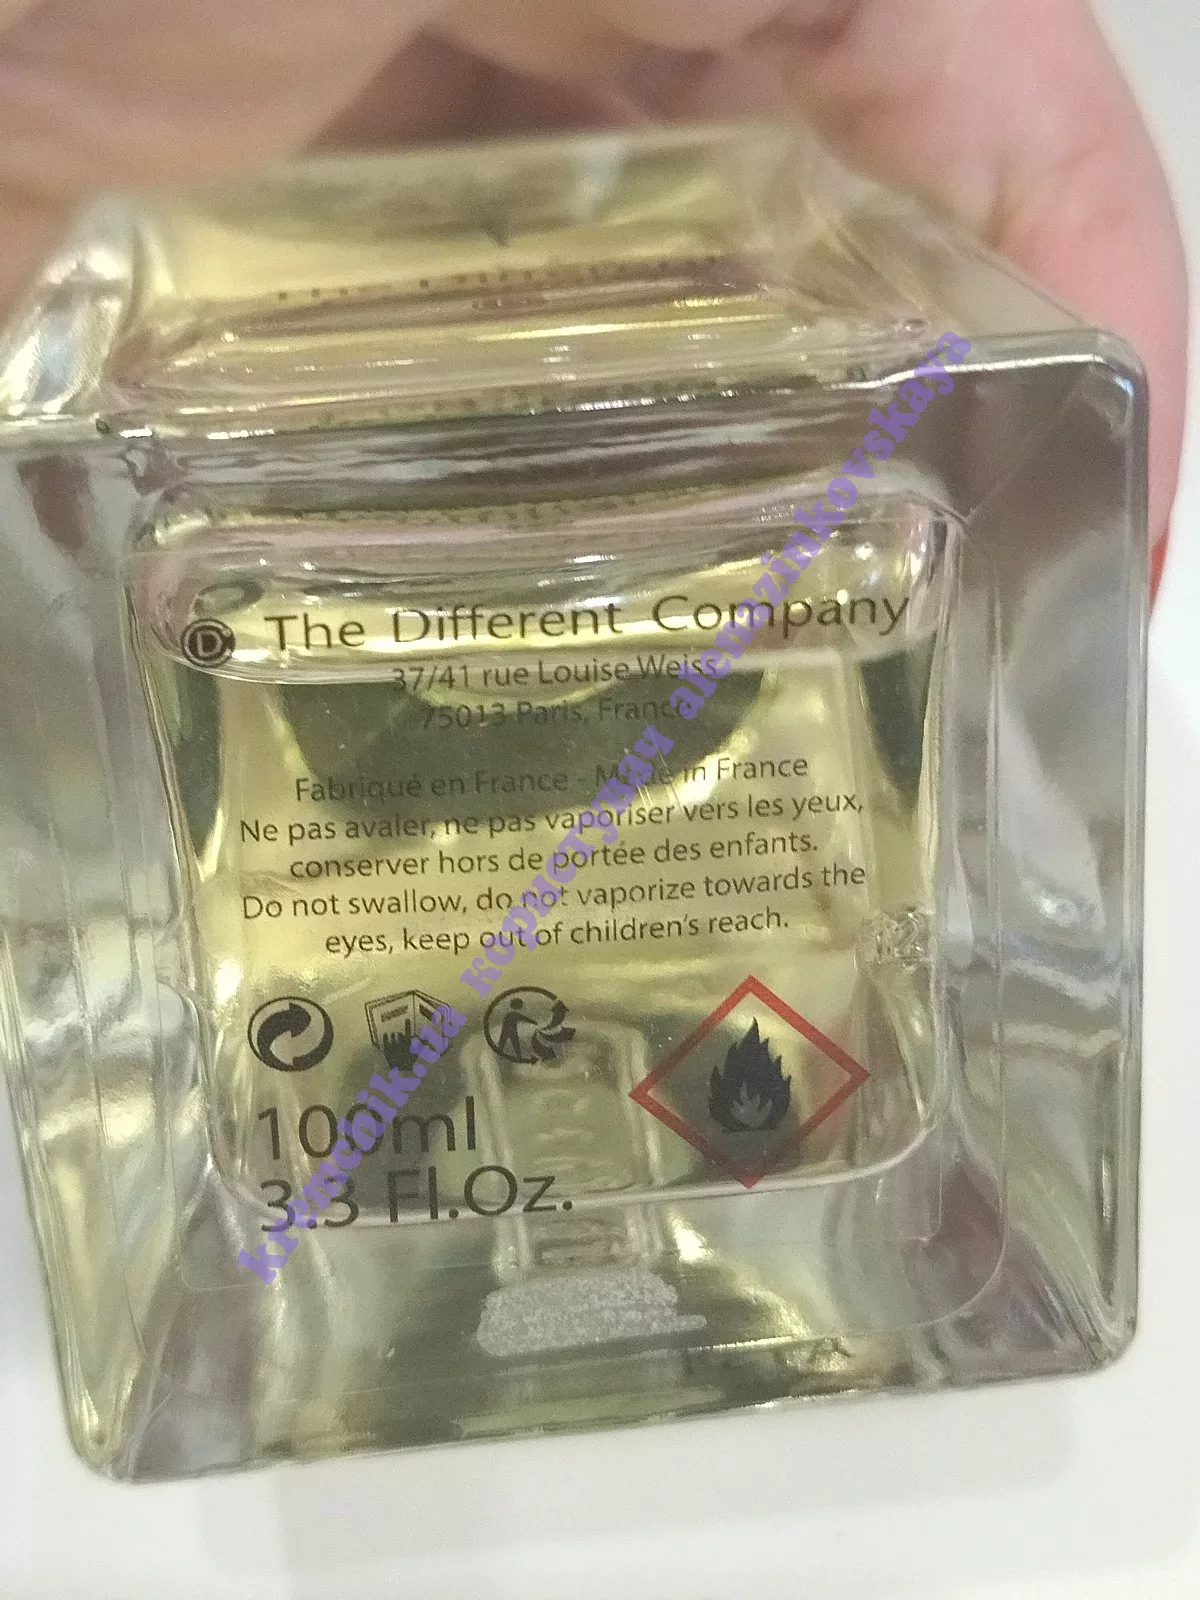 The Different Company
37/41 rue Louise Weiss
75013 Paris, France
Fabriqué en France - Made in France
Ne pas avaler, ne pas vaporiser vers les yeux,
conserver hors de portée des enfants.
Do not swallow, do not vaporize towards the
eyes, keep out of children's reach.
100ml
3.3 Fl.Oz.
kremchik.ua користувач alenazinkovskaya